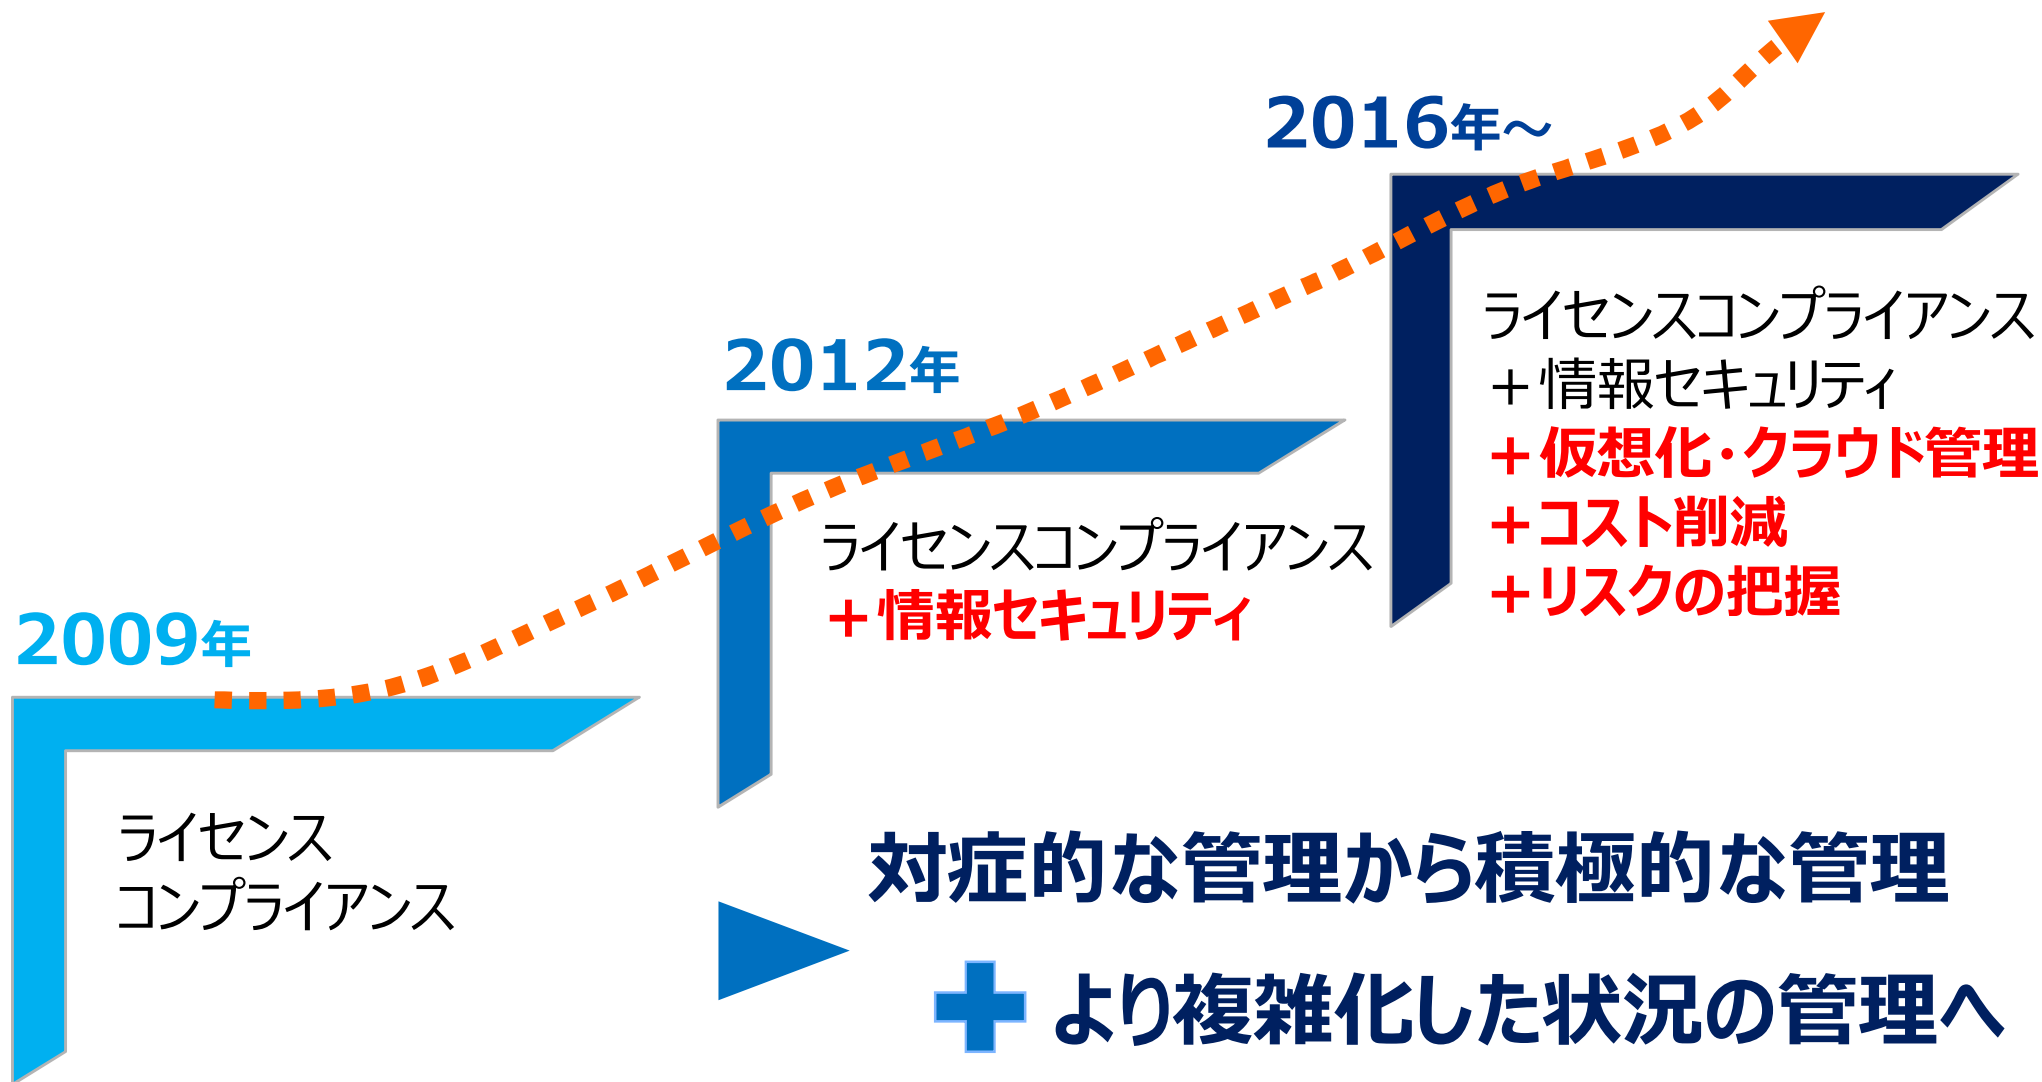 2009年
ライセンス
コンプライアンス
2012年
ライセンスコンプライアンス
+情報セキュリティ
2016年～
ライセンスコンプライアンス
+情報セキュリティ
+仮想化・クラウド管理
+コスト削減
+リスクの把握
対症的な管理から積極的な管理
より複雑化した状況の管理へ